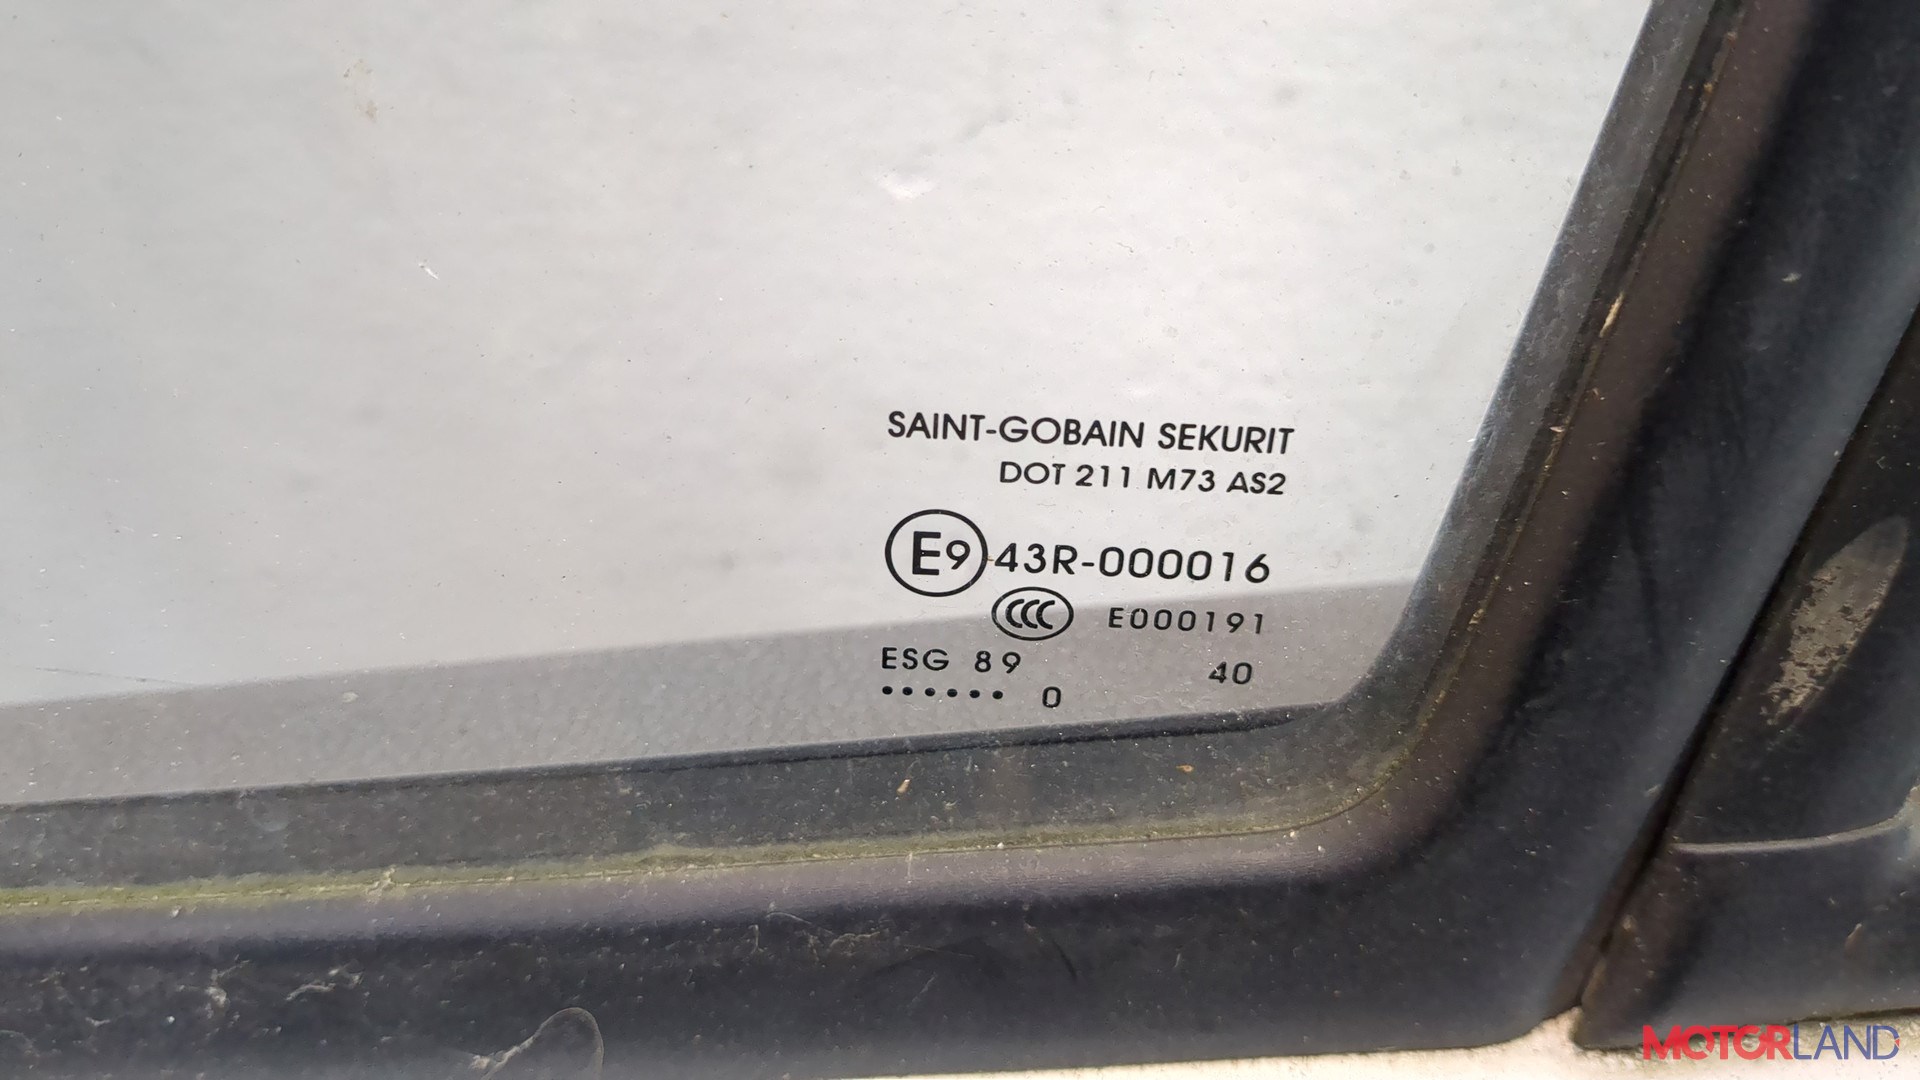 SAINT-GOBAIN SEKURIT
DOT 211 M73 AS2
E9 43R-000016
CCC E000191
ESG 89 40
...... 0
MOTORLAND